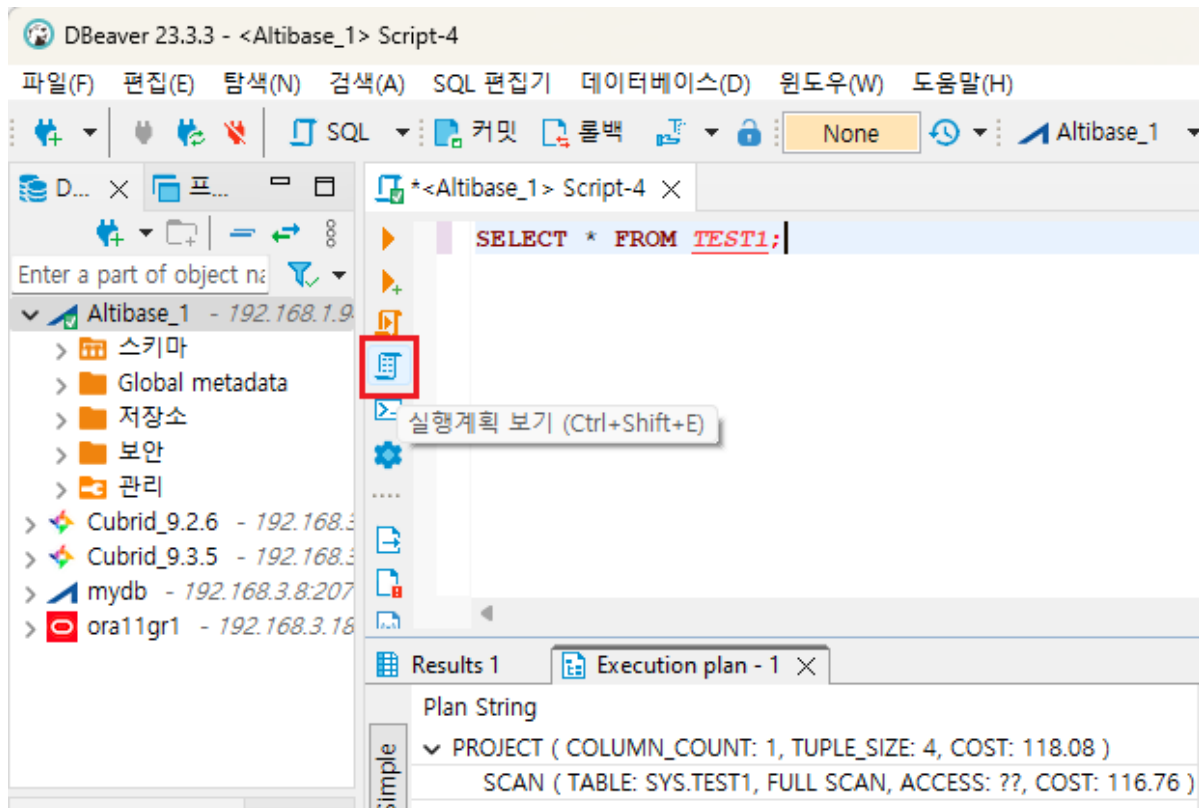 DBeaver 23.3.3 - <Altibase_1> Script-4
파일(F) 편집(E) 탐색(N) 검색(A) SQL 편집기 데이터베이스(D) 윈도우(W) 도움말(H)
SQL 커밋 롤백 None Altibase_1
D... 프... *<Altibase_1> Script-4
SELECT * FROM TEST1;
Enter a part of object na
Altibase_1 - 192.168.1.9
스키마
Global metadata
저장소
실행계획 보기 (Ctrl+Shift+E)
보안
관리
Cubrid_9.2.6 - 192.168.3
Cubrid_9.3.5 - 192.168.3
mydb - 192.168.3.8:207
ora11gr1 - 192.168.3.18
Results 1 Execution plan - 1
Plan String
Simple
PROJECT ( COLUMN_COUNT: 1, TUPLE_SIZE: 4, COST: 118.08 )
SCAN ( TABLE: SYS.TEST1, FULL SCAN, ACCESS: ??, COST: 116.76 )